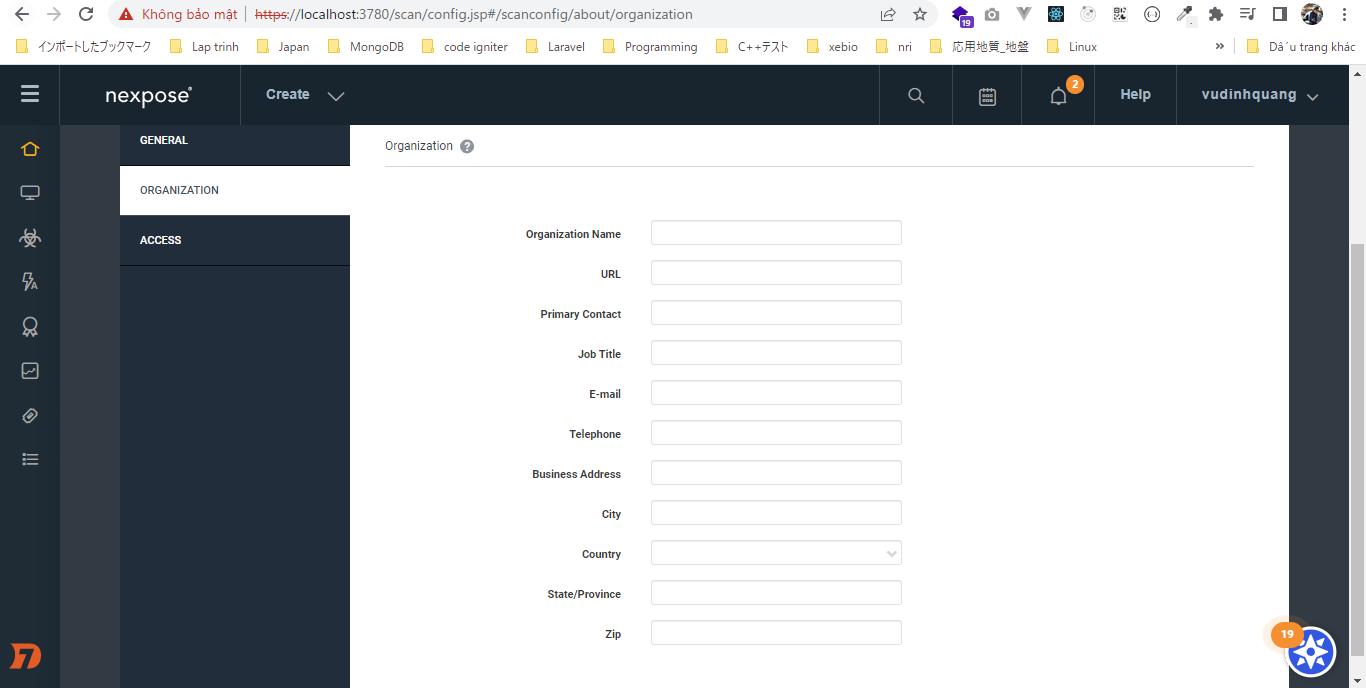 Không bảo mật
https://localhost:3780/scan/config.jsp#/scanconfig/about/organization
19
インポートしたブックマーク
Lap trinh
Japan
MongoDB
code igniter
Laravel
Programming
C++テスト
xebio
nri
応用地質_地盤
Linux
»
Dấu trang khác
nexpose®
Create
2
Help
vudinhquang
GENERAL
Organization ?
ORGANIZATION
ACCESS
Organization Name
URL
Primary Contact
Job Title
E-mail
Telephone
Business Address
City
Country
State/Province
Zip
19